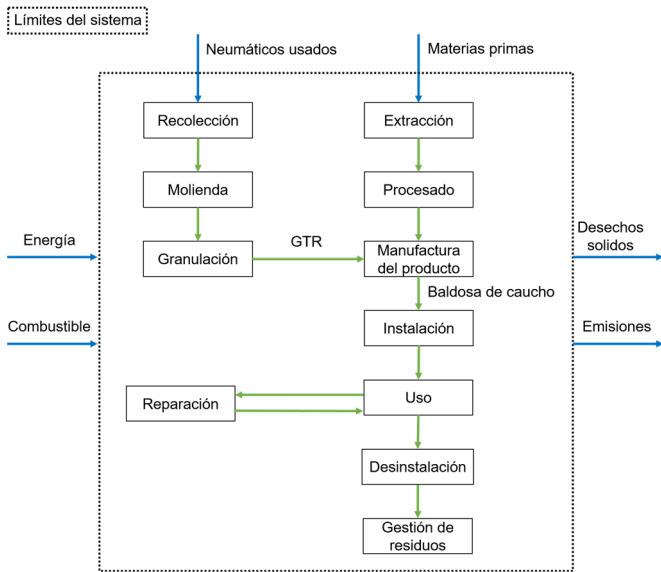 Límites del sistema
Neumáticos usados
Materias primas
Recolección
Extracción
Molienda
Procesado
Energía
Granulación
GTR
Manufactura
del producto
Desechos
solidos
Baldosa de caucho
Combustible
Instalación
Emisiones
Reparación
Uso
Desinstalación
Gestión de
residuos